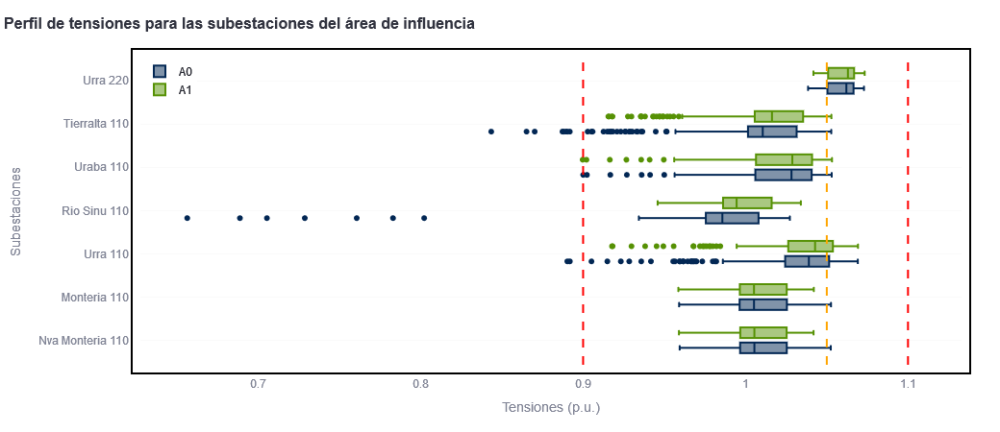 Perfil de tensiones para las subestaciones del área de influencia
A0
A1
Urra 220
Tierralta 110
Uraba 110
Rio Sinu 110
Urra 110
Monteria 110
Nva Monteria 110
Subestaciones
0.7
0.8
0.9
1
1.1
Tensiones (p.u.)